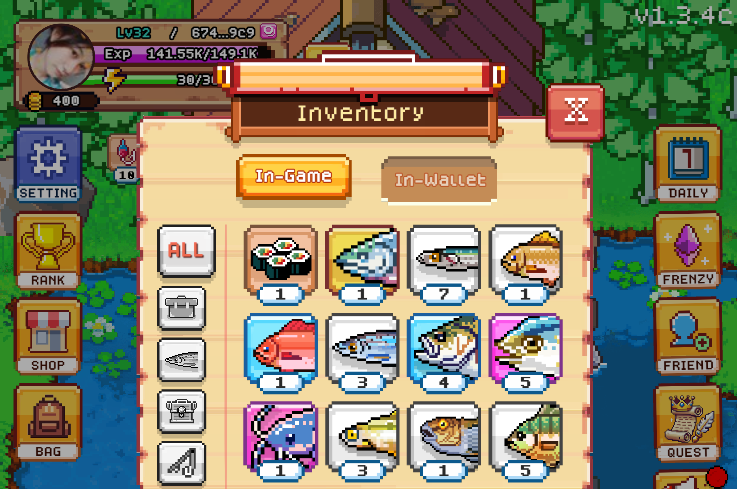 v1.3.4c
Lv32 / 674...9c9
Exp 141.55K/149.1K
30/3
400
Inventory
X
In-Game
In-Wallet
SETTING
10
7
DAILY
ALL
RANK
1
1
7
1
FRENZY
SHOP
1
3
4
5
FRIEND
BAG
1
3
1
5
QUEST